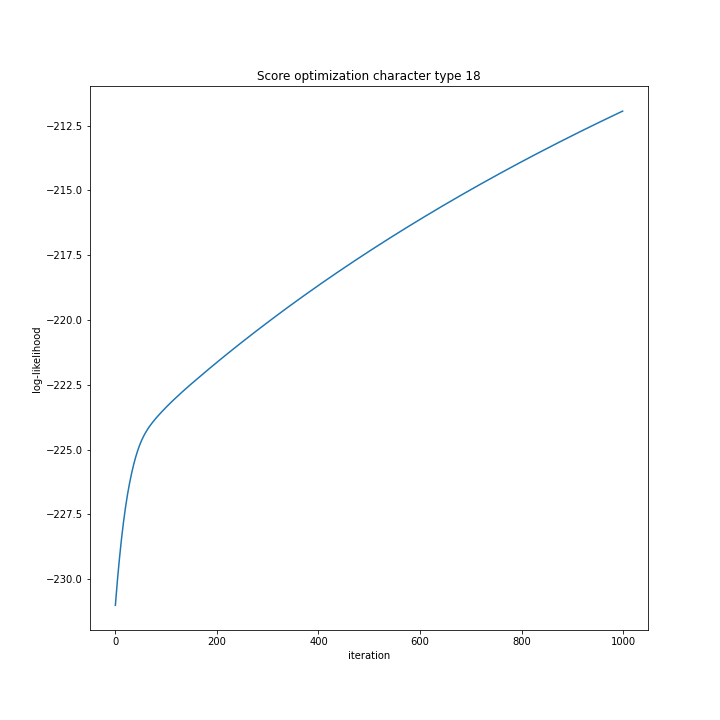 Score optimization character type 18
log-likelihood
−212.5
−215.0
−217.5
−220.0
−222.5
−225.0
−227.5
−230.0
0 200 400 600 800 1000
iteration